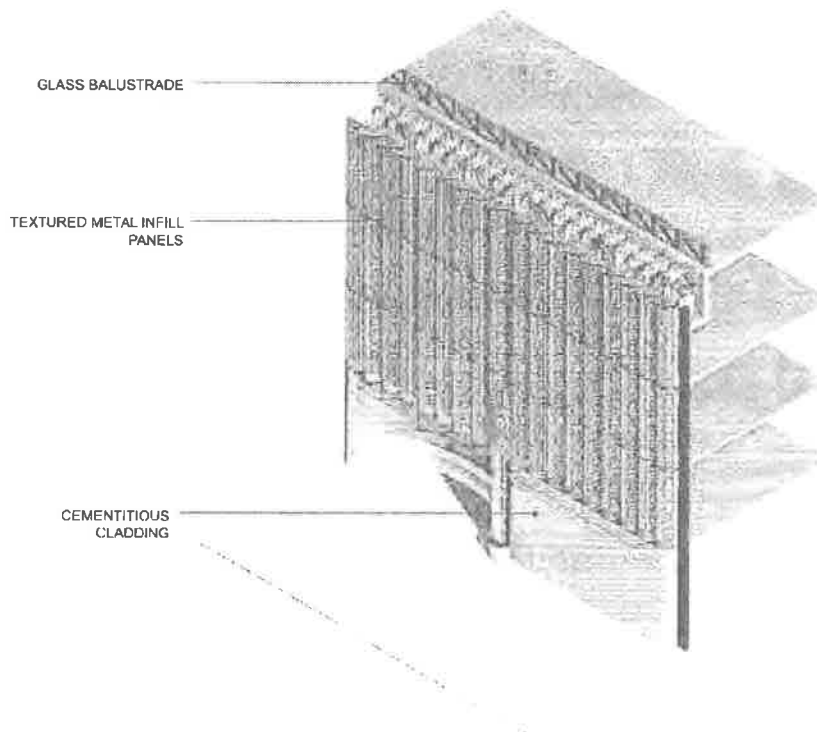 GLASS BALUSTRADE
TEXTURED METAL INFILL
PANELS
CEMENTITIOUS
CLADDING